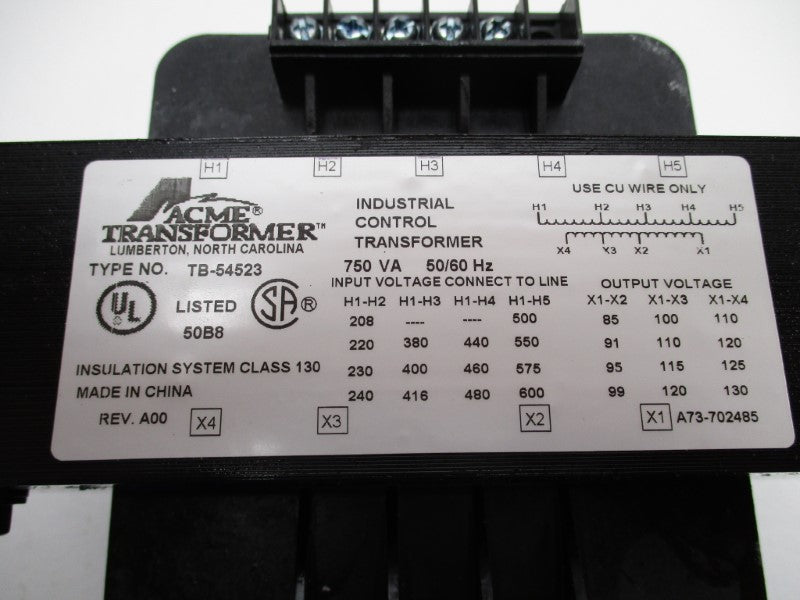 H1 H2 H3 H4 H5
ACME®
TRANSFORMER™
LUMBERTON, NORTH CAROLINA
TYPE NO. TB-54523
UL LISTED SA ®
50B8
INSULATION SYSTEM CLASS 130
MADE IN CHINA
REV. A00
INDUSTRIAL
CONTROL
TRANSFORMER
750 VA 50/60 Hz
USE CU WIRE ONLY
H1 H2 H3 H4 H5
X4 X3 X2 X1
INPUT VOLTAGE CONNECT TO LINE
H1-H2 H1-H3 H1-H4 H1-H5
208 ---- ---- 500
220 380 440 550
230 400 460 575
240 416 480 600
OUTPUT VOLTAGE
X1-X2 X1-X3 X1-X4
85 100 110
91 110 120
95 115 125
99 120 130
X4 X3 X2 X1 A73-702485